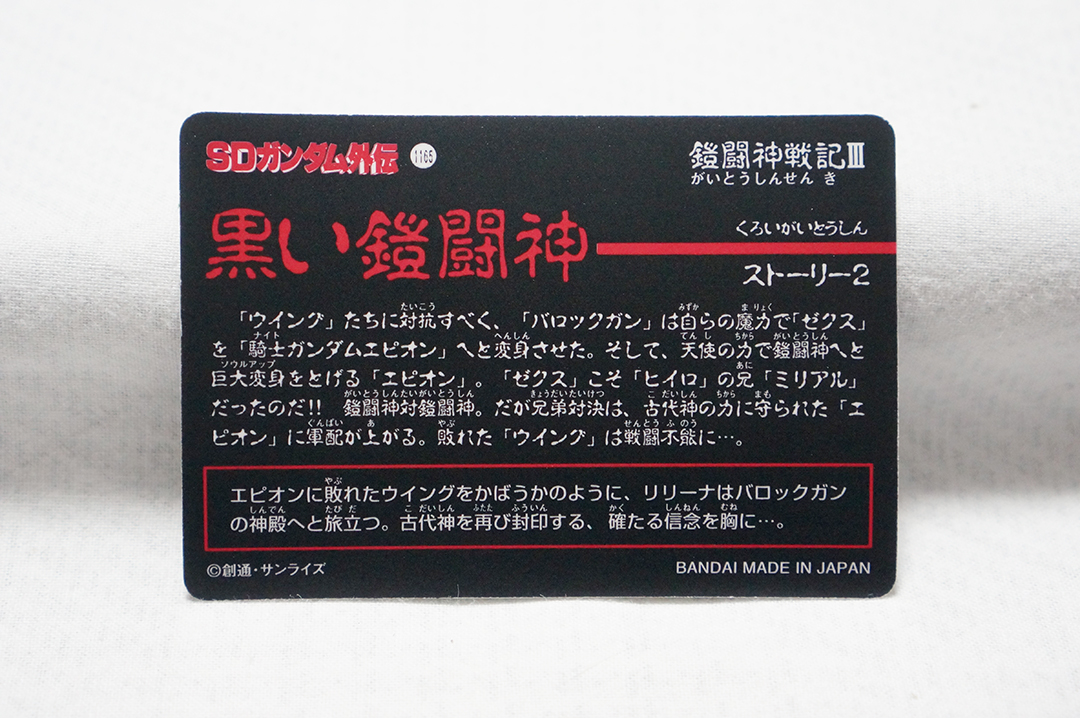 SDガンダム外伝 1165
鎧闘神戦記Ⅲ
がいとうしんせんき
黒い鎧闘神
くろいがいとうしん
ストーリー2
「ウイング」たちに対抗すべく、「バロックガン」は自らの魔力で「ゼクス」
を「騎士ガンダムエピオン」へと変身させた。そして、天使の力で鎧闘神へと
巨大変身をとげる「エピオン」。「ゼクス」こそ「ヒイロ」の兄「ミリアル」
だったのだ!! 鎧闘神対鎧闘神。だが兄弟対決は、古代神の力に守られた「エ
ピオン」に軍配が上がる。敗れた「ウイング」は戦闘不能に…。
エピオンに敗れたウイングをかばうかのように、リリーナはバロックガン
の神殿へと旅立つ。古代神を再び封印する、確たる信念を胸に…。
©創通・サンライズ
BANDAI MADE IN JAPAN